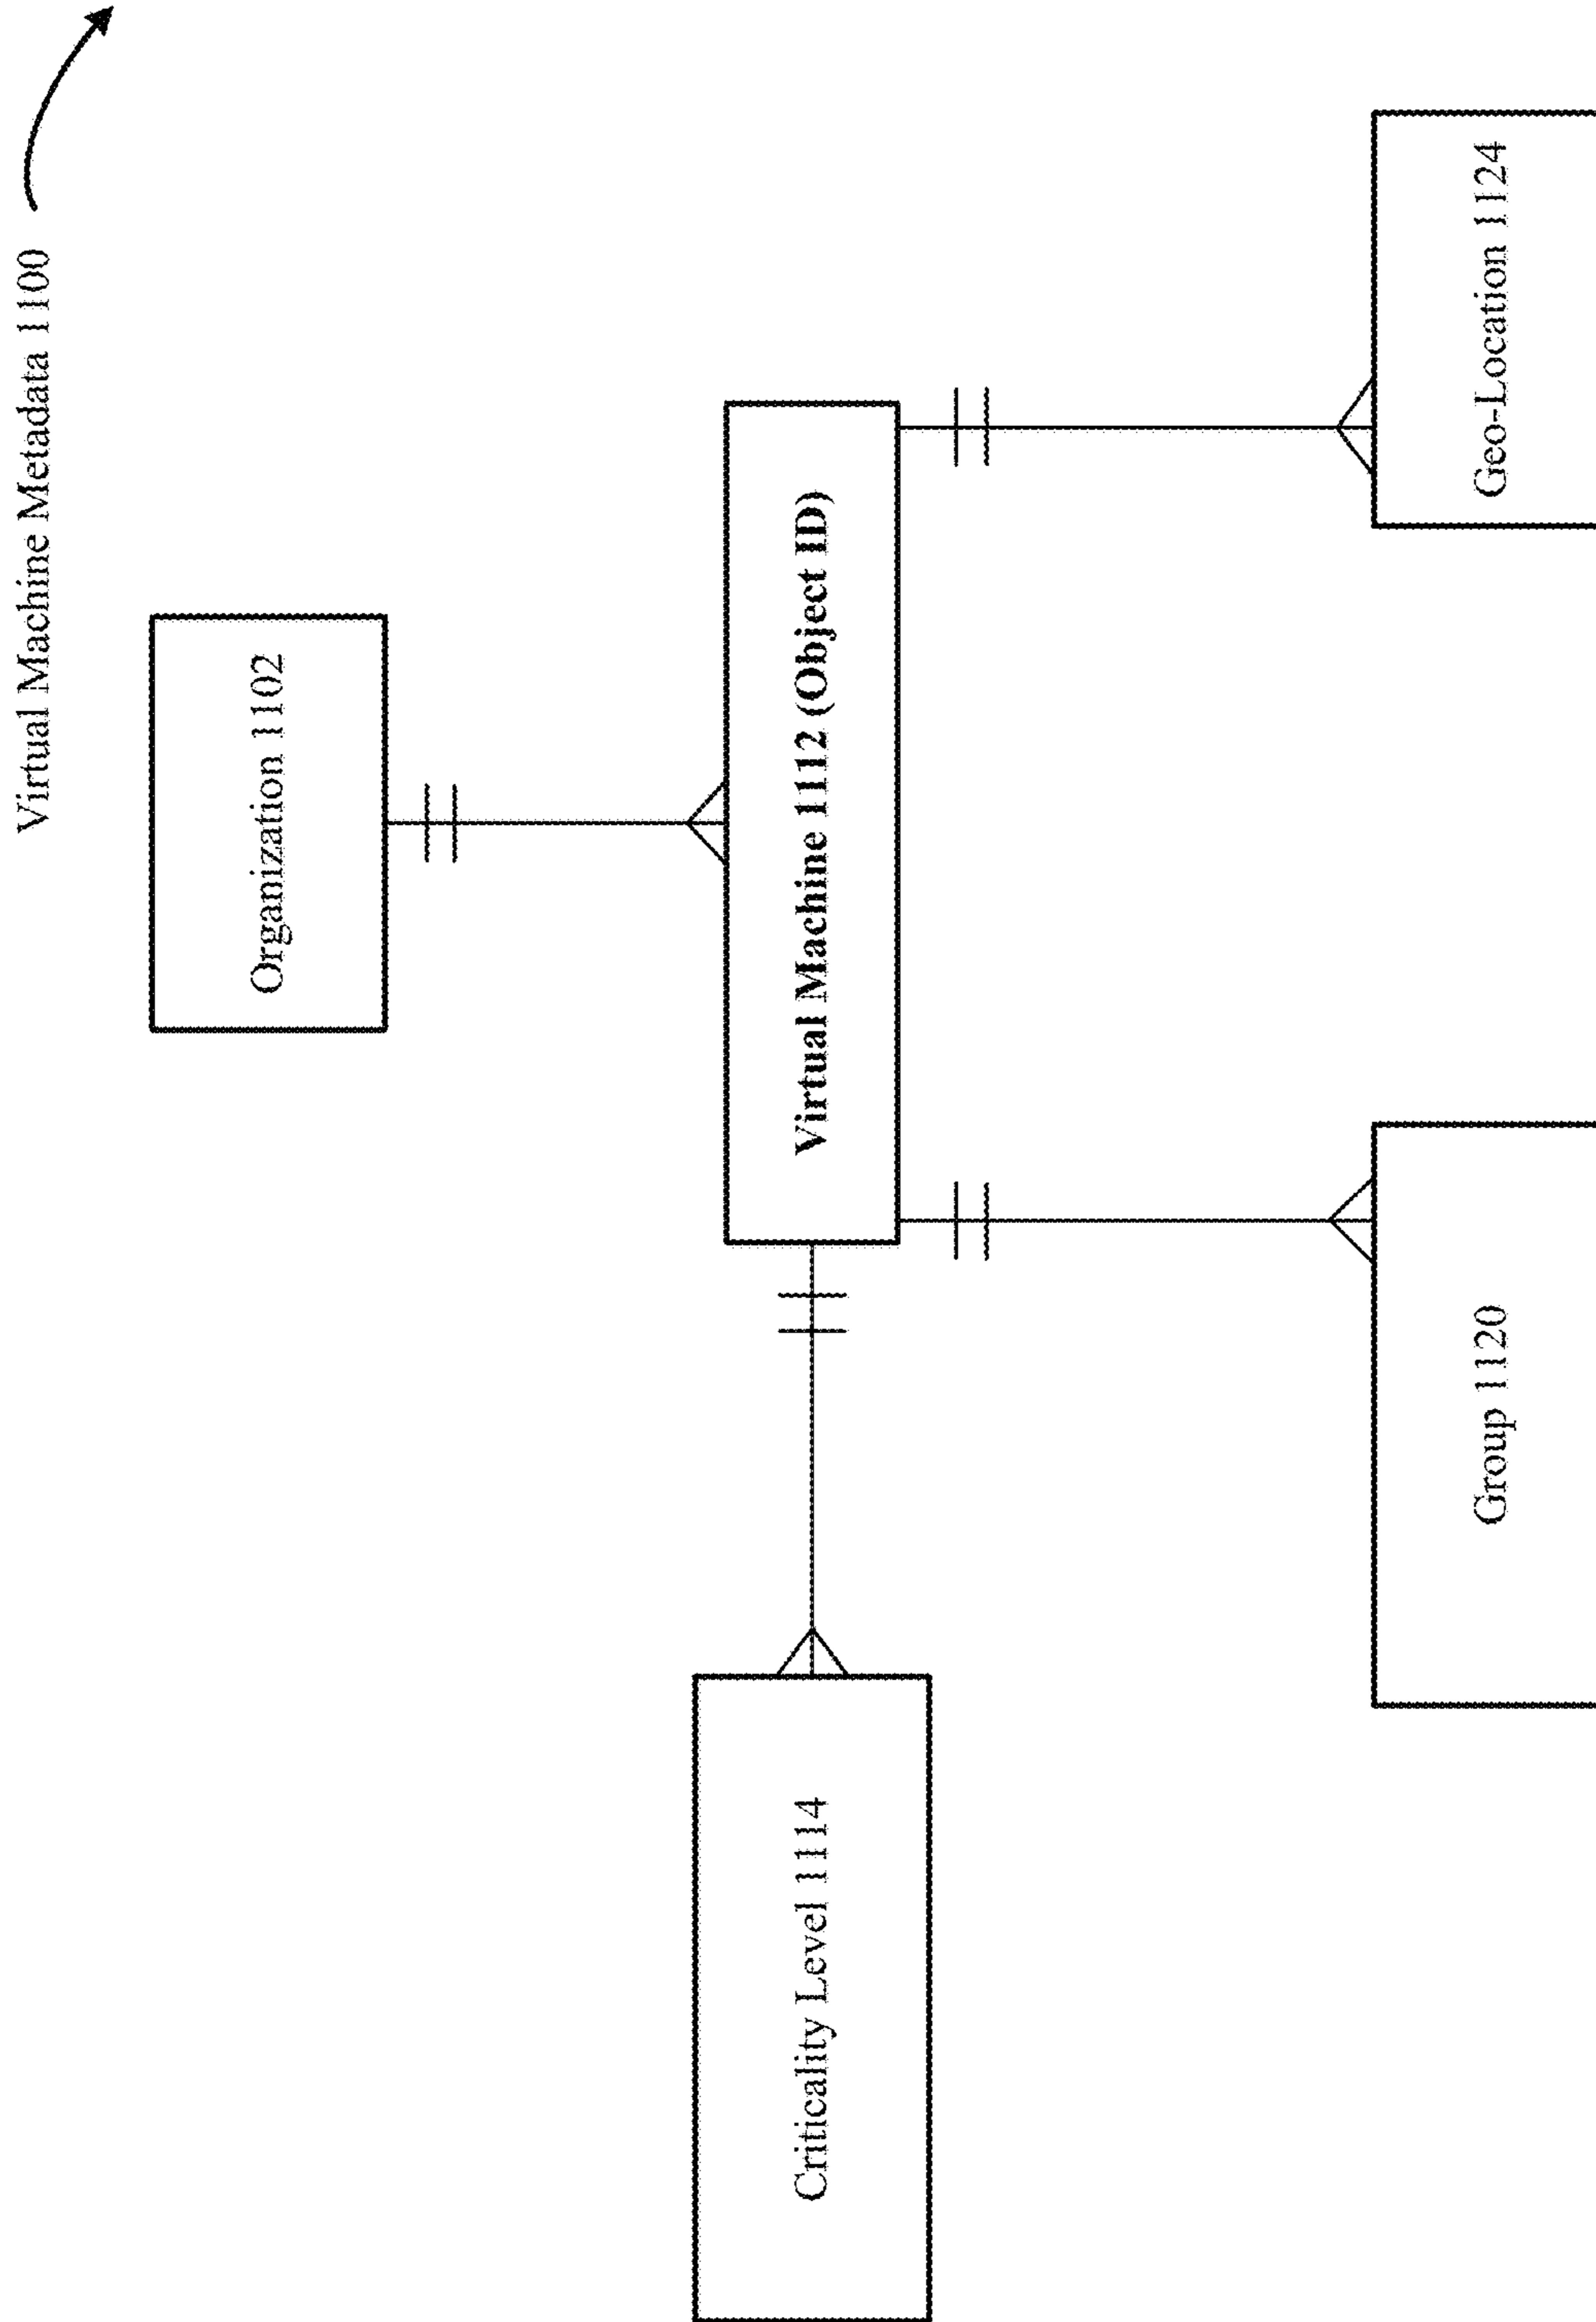 Virtual Machine Metadata 1100
Organization 1102
Criticality Level 1114
Virtual Machine 1112 (Object ID)
Group 1120
Geo-Location 1124